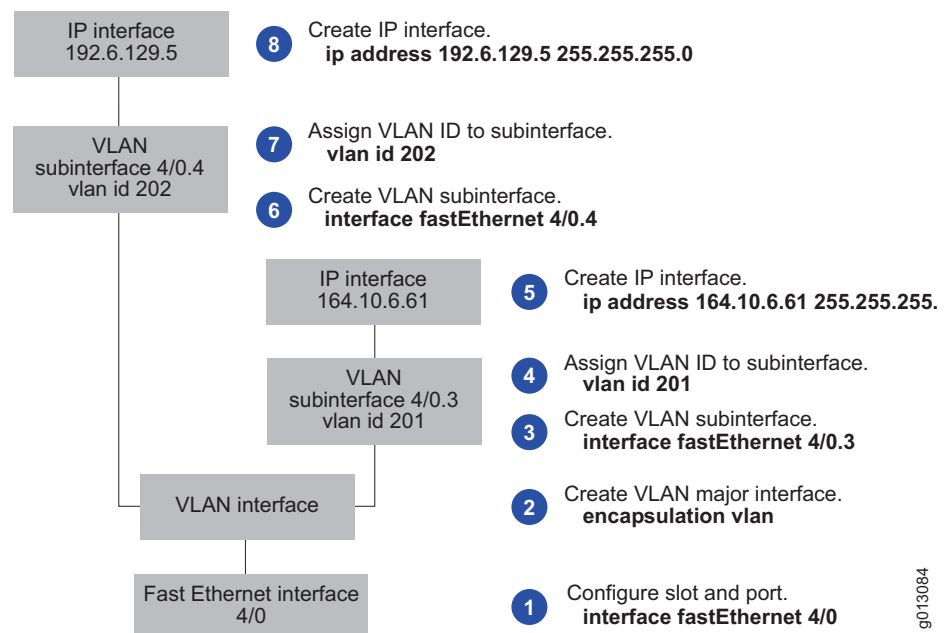 IP interface
192.6.129.5
8
Create IP interface.
ip address 192.6.129.5 255.255.255.0
VLAN
subinterface 4/0.4
vlan id 202
7
Assign VLAN ID to subinterface.
vlan id 202
6
Create VLAN subinterface.
interface fastEthernet 4/0.4
IP interface
164.10.6.61
5
Create IP interface.
ip address 164.10.6.61 255.255.255.
VLAN
subinterface 4/0.3
vlan id 201
4
Assign VLAN ID to subinterface.
vlan id 201
3
Create VLAN subinterface.
interface fastEthernet 4/0.3
VLAN interface
2
Create VLAN major interface.
encapsulation vlan
Fast Ethernet interface
4/0
1
Configure slot and port.
interface fastEthernet 4/0
g013084